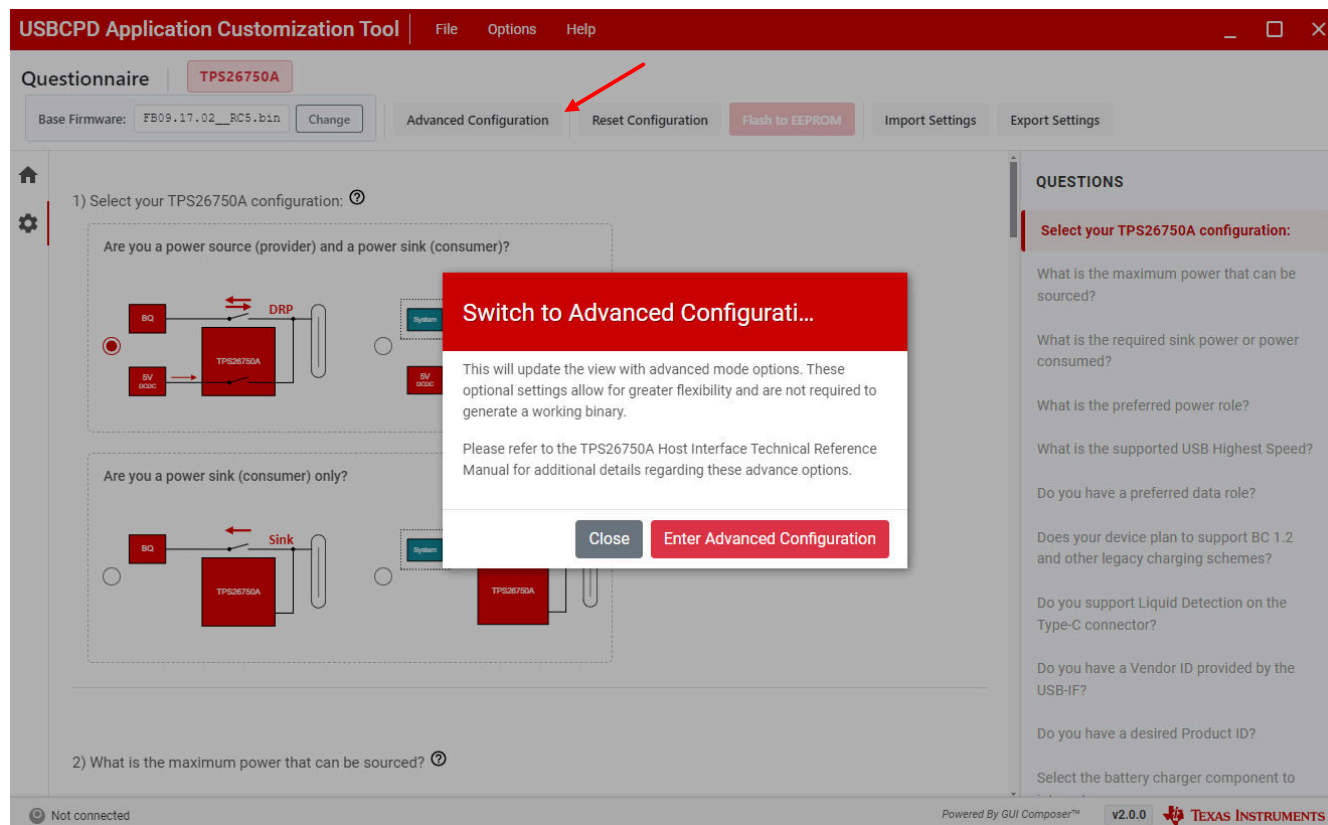 USBCPD Application Customization Tool File Options Help
Questionnaire TPS26750A
Base Firmware: FB09.17.02__RC5.bin Change Advanced Configuration Reset Configuration Flash to EEPROM Import Settings Export Settings
1) Select your TPS26750A configuration:
Are you a power source (provider) and a power sink (consumer)?
BQ
DRP
TPS26750A
5V
DCDC
System
5V
DCDC
Are you a power sink (consumer) only?
BQ
Sink
TPS26750A
System
TPS26750A
2) What is the maximum power that can be sourced?
Switch to Advanced Configurati...
This will update the view with advanced mode options. These
optional settings allow for greater flexibility and are not required to
generate a working binary.
Please refer to the TPS26750A Host Interface Technical Reference
Manual for additional details regarding these advance options.
Close Enter Advanced Configuration
QUESTIONS
Select your TPS26750A configuration:
What is the maximum power that can be
sourced?
What is the required sink power or power
consumed?
What is the preferred power role?
What is the supported USB Highest Speed?
Do you have a preferred data role?
Does your device plan to support BC 1.2
and other legacy charging schemes?
Do you support Liquid Detection on the
Type-C connector?
Do you have a Vendor ID provided by the
USB-IF?
Do you have a desired Product ID?
Select the battery charger component to
Not connected Powered By GUI Composer™ v2.0.0 TEXAS INSTRUMENTS